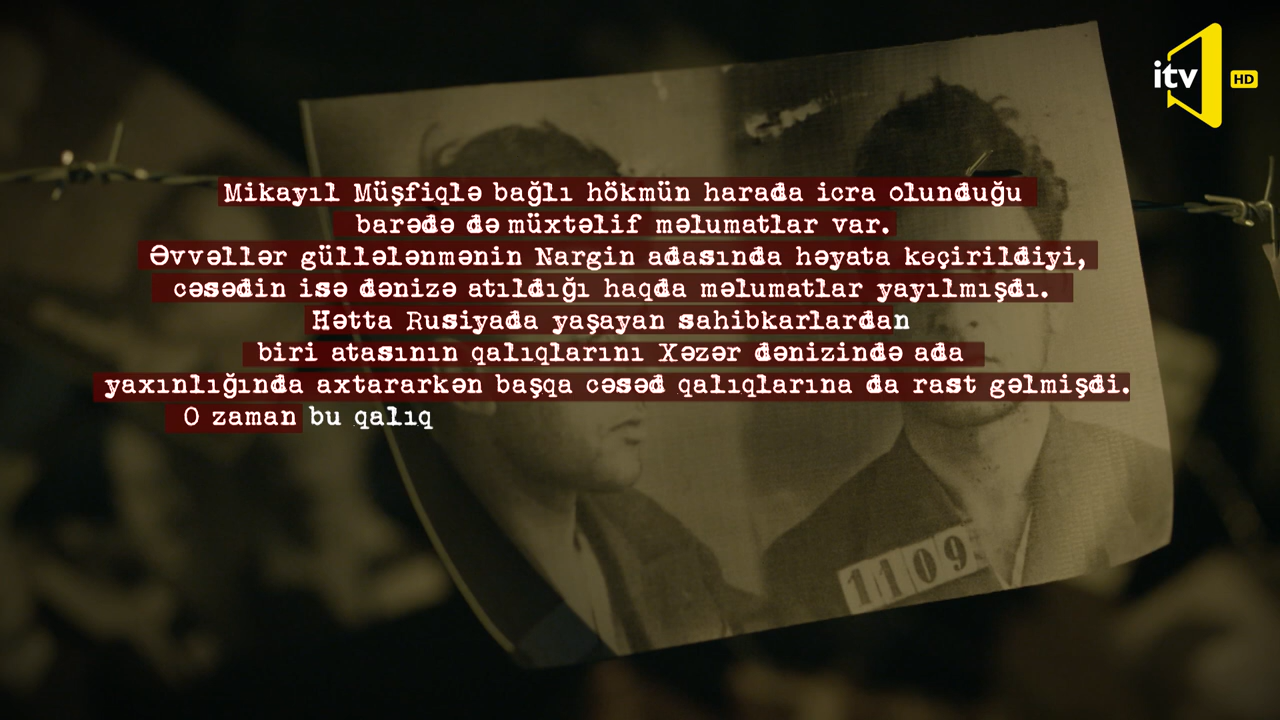 itv HD
Mikayıl Müşfiqlə bağlı hökmün harada icra olunduğu
barədə də müxtəlif məlumatlar var.
Əvvəllər güllələnmənin Nargin adasında həyata keçirildiyi,
cəsədin isə dənizə atıldığı haqda məlumatlar yayılmışdı.
Hətta Rusiyada yaşayan sahibkarlardan
biri atasının qalıqlarını Xəzər dənizində ada
yaxınlığında axtararkən başqa cəsəd qalıqlarına da rast gəlmişdi.
O zaman bu qalıq
1109